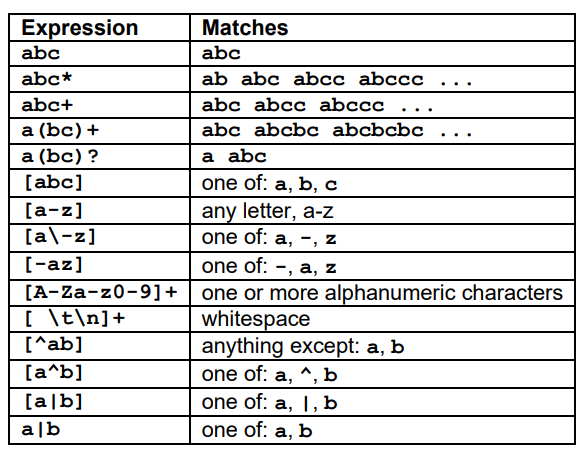 Expression Matches
abc abc
abc* ab abc abcc abccc ...
abc+ abc abcc abccc ...
a(bc)+ abc abcbc abcbcbc ...
a(bc)? a abc
[abc] one of: a, b, c
[a-z] any letter, a-z
[a\-z] one of: a, -, z
[-az] one of: -, a, z
[A-Za-z0-9]+ one or more alphanumeric characters
[ \t\n]+ whitespace
[^ab] anything except: a, b
[a^b] one of: a, ^, b
[a|b] one of: a, |, b
a|b one of: a, b